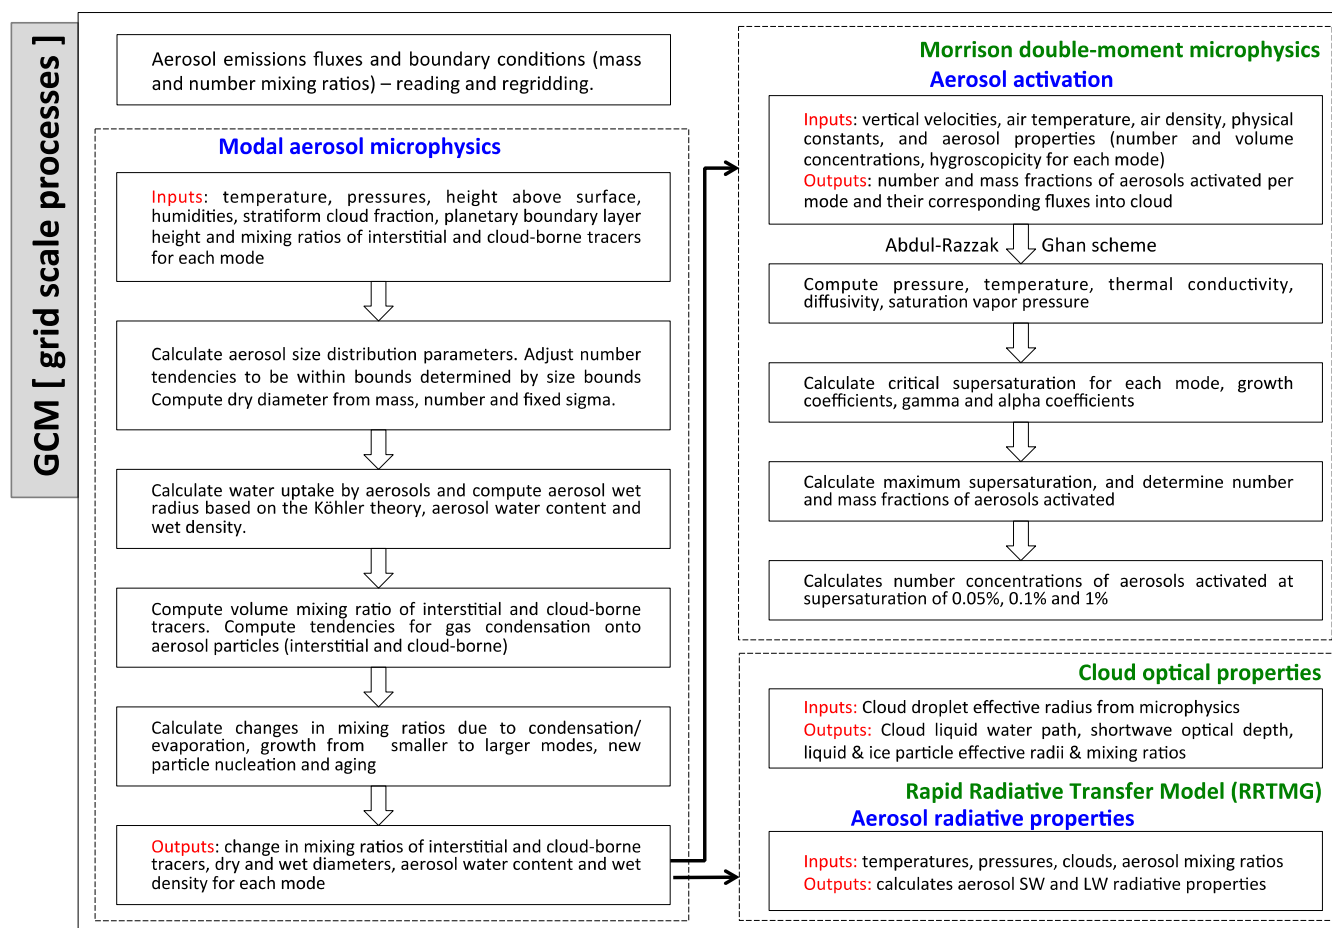 GCM [ grid scale processes ]
Aerosol emissions fluxes and boundary conditions (mass
and number mixing ratios) – reading and regridding.
Modal aerosol microphysics
Inputs: temperature, pressures, height above surface,
humidities, stratiform cloud fraction, planetary boundary layer
height and mixing ratios of interstitial and cloud-borne tracers
for each mode
Calculate aerosol size distribution parameters. Adjust number
tendencies to be within bounds determined by size bounds
Compute dry diameter from mass, number and fixed sigma.
Calculate water uptake by aerosols and compute aerosol wet
radius based on the Köhler theory, aerosol water content and
wet density.
Compute volume mixing ratio of interstitial and cloud-borne
tracers. Compute tendencies for gas condensation onto
aerosol particles (interstitial and cloud-borne)
Calculate changes in mixing ratios due to condensation/
evaporation, growth from smaller to larger modes, new
particle nucleation and aging
Outputs: change in mixing ratios of interstitial and cloud-borne
tracers, dry and wet diameters, aerosol water content and wet
density for each mode
Morrison double-moment microphysics
Aerosol activation
Inputs: vertical velocities, air temperature, air density, physical
constants, and aerosol properties (number and volume
concentrations, hygroscopicity for each mode)
Outputs: number and mass fractions of aerosols activated per
mode and their corresponding fluxes into cloud
Abdul-Razzak Ghan scheme
Compute pressure, temperature, thermal conductivity,
diffusivity, saturation vapor pressure
Calculate critical supersaturation for each mode, growth
coefficients, gamma and alpha coefficients
Calculate maximum supersaturation, and determine number
and mass fractions of aerosols activated
Calculates number concentrations of aerosols activated at
supersaturation of 0.05%, 0.1% and 1%
Cloud optical properties
Inputs: Cloud droplet effective radius from microphysics
Outputs: Cloud liquid water path, shortwave optical depth,
liquid & ice particle effective radii & mixing ratios
Rapid Radiative Transfer Model (RRTMG)
Aerosol radiative properties
Inputs: temperatures, pressures, clouds, aerosol mixing ratios
Outputs: calculates aerosol SW and LW radiative properties